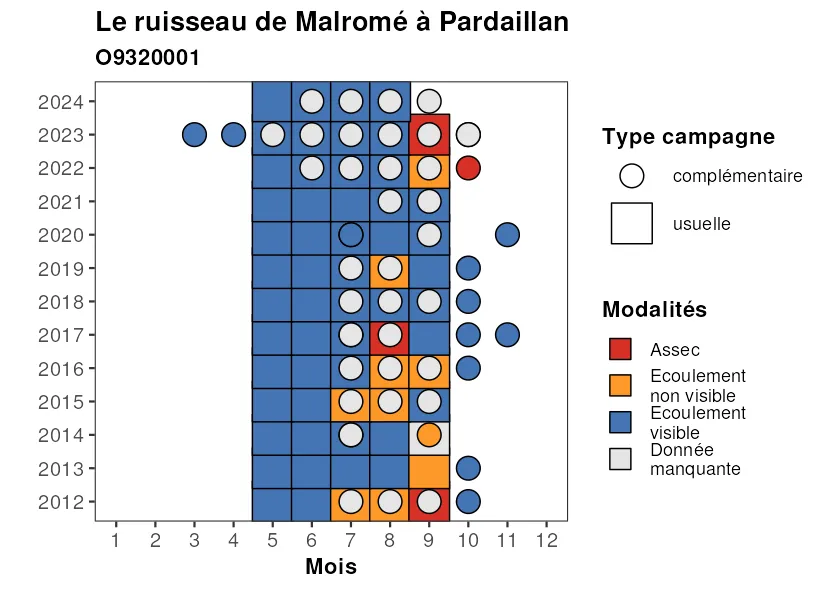 Le ruisseau de Malromé à Pardaillan
O9320001
2024
2023
2022
2021
2020
2019
2018
2017
2016
2015
2014
2013
2012
1 2 3 4 5 6 7 8 9 10 11 12
Mois
Type campagne
complémentaire
usuelle
Modalités
Assec
Ecoulement
non visible
Ecoulement
visible
Donnée
manquante